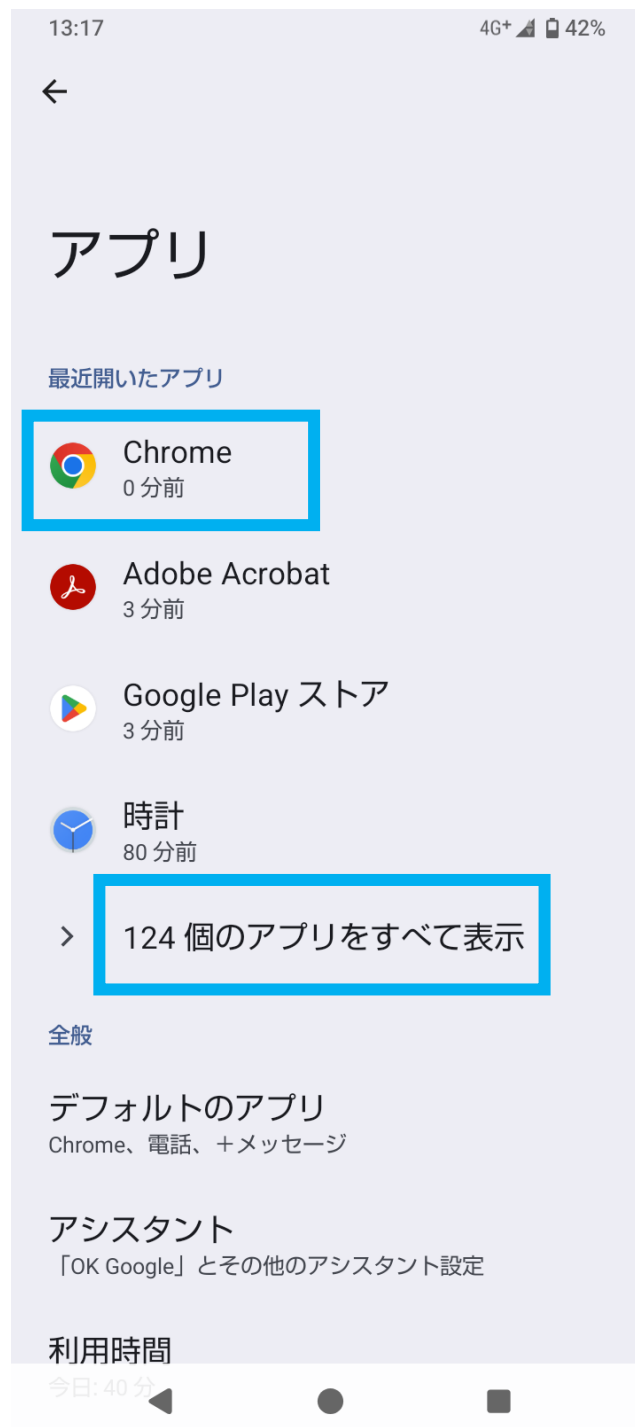 13:17
4G+ 42%
アプリ
最近開いたアプリ
Chrome
0 分前
Adobe Acrobat
3 分前
Google Play ストア
3 分前
時計
80 分前
124 個のアプリをすべて表示
全般
デフォルトのアプリ
Chrome、電話、+メッセージ
アシスタント
「OK Google」とその他のアシスタント設定
利用時間
今日: 40 分